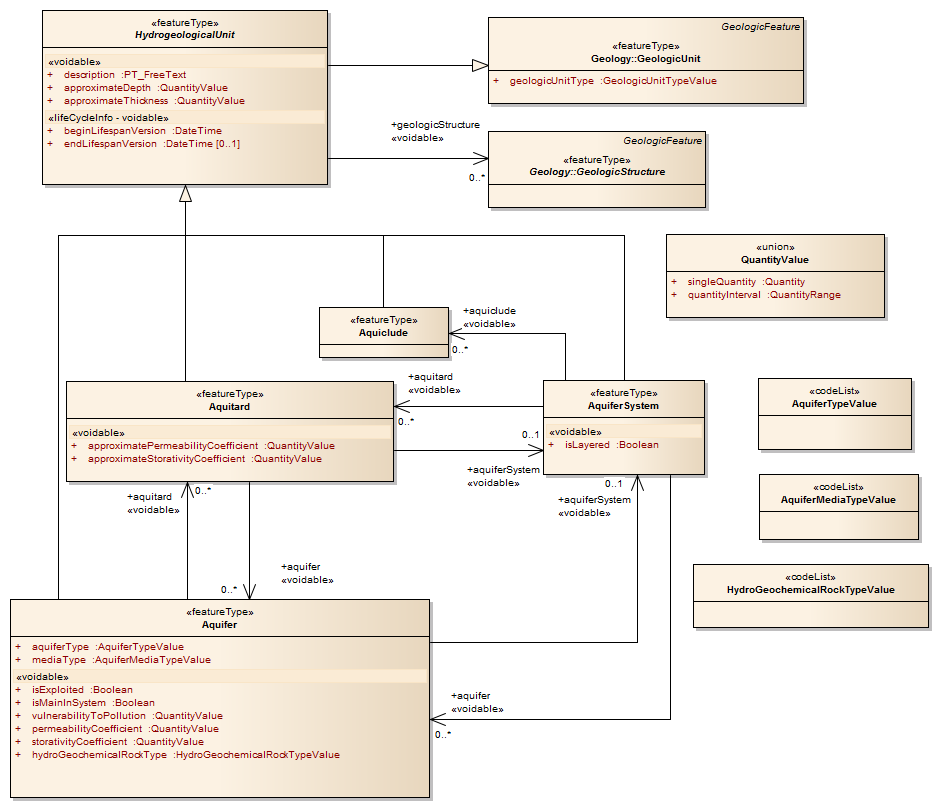 «featureType»
HydrogeologicalUnit
«voidable»
+ description :PT_FreeText
+ approximateDepth :QuantityValue
+ approximateThickness :QuantityValue
«lifeCycleInfo - voidable»
+ beginLifespanVersion :DateTime
+ endLifespanVersion :DateTime [0..1]
GeologicFeature
«featureType»
Geology::GeologicUnit
+ geologicUnitType :GeologicUnitTypeValue
+geologicStructure
«voidable»
0..*
GeologicFeature
«featureType»
Geology::GeologicStructure
«union»
QuantityValue
+ singleQuantity :Quantity
+ quantityInterval :QuantityRange
«featureType»
Aquiclude
+aquiclude
«voidable»
0..*
«featureType»
Aquitard
«voidable»
+ approximatePermeabilityCoefficient :QuantityValue
+ approximateStorativityCoefficient :QuantityValue
+aquitard
«voidable»
0..*
«featureType»
AquiferSystem
«voidable»
+ isLayered :Boolean
0..1
+aquiferSystem
«voidable»
0..1
+aquiferSystem
«voidable»
«codeList»
AquiferTypeValue
«codeList»
AquiferMediaTypeValue
«codeList»
HydroGeochemicalRockTypeValue
0..*
+aquitard
«voidable»
+aquifer
«voidable»
0..*
«featureType»
Aquifer
+ aquiferType :AquiferTypeValue
+ mediaType :AquiferMediaTypeValue
«voidable»
+ isExploited :Boolean
+ isMainInSystem :Boolean
+ vulnerabilityToPollution :QuantityValue
+ permeabilityCoefficient :QuantityValue
+ storativityCoefficient :QuantityValue
+ hydroGeochemicalRockType :HydroGeochemicalRockTypeValue
+aquifer
«voidable»
0..*